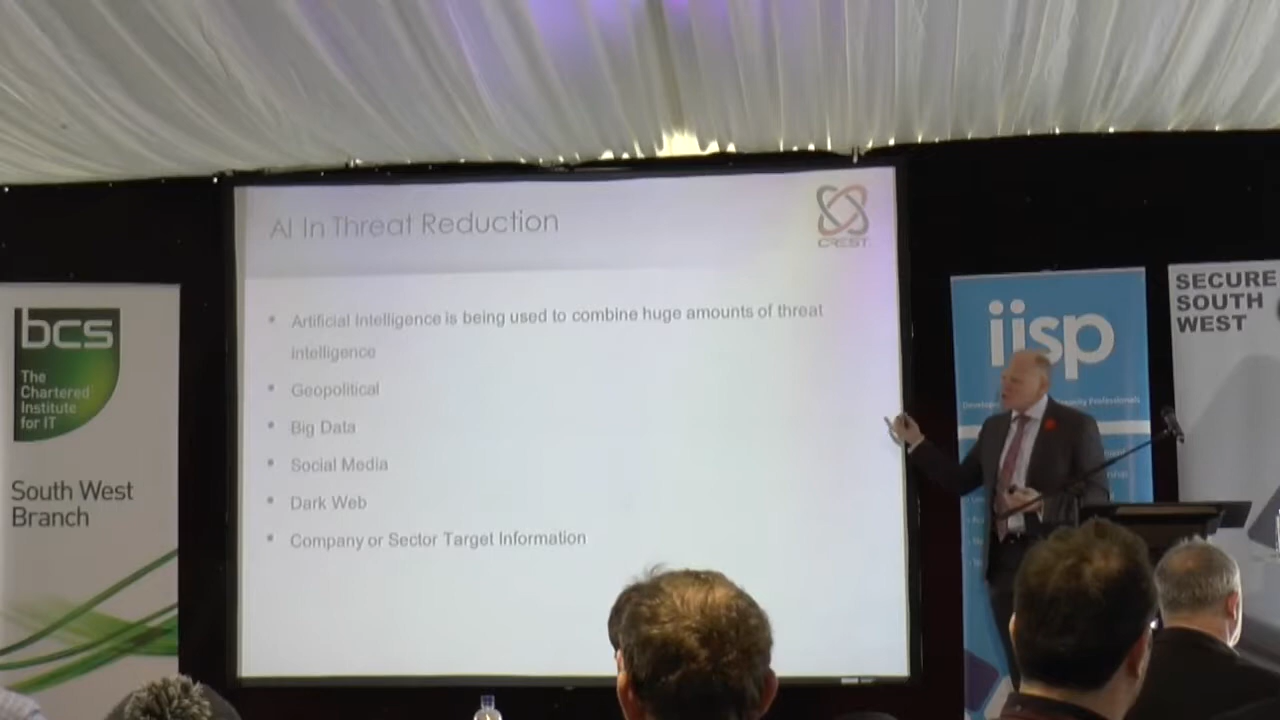 AI In Threat Reduction
CREST
Artificial Intelligence is being used to combine huge amounts of threat
intelligence
Geopolitical
Big Data
Social Media
Dark Web
Company or Sector Target Information
bcs
The
Chartered
Institute
for IT
South West
Branch
iisp
Professionals
SECURE
SOUTH
WEST